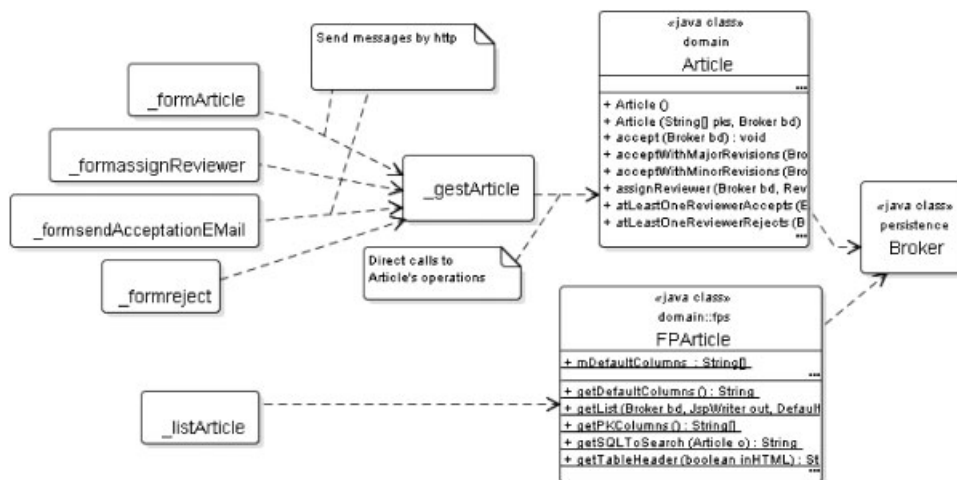 Send messages by http
_formArticle
_formassignReviewer
_formsendAcceptationEMail
_formreject
_gestArticle
Direct calls to
Article's operations
_listArticle
«java class»
domain
Article
...
+ Article ()
+ Article (String[] pks, Broker bd)
+ accept (Broker bd) : void
+ acceptWithMajorRevisions (Bro
+ acceptWithMinorRevisions (Bro
+ assignReviewer (Broker bd, Rev
+ atLeastOneReviewerAccepts (E
+ atLeastOneReviewerRejects (B
...
«java class»
persistence
Broker
«java class»
domain::fps
FPArticle
+ mDefaultColumns : String[]
...
+ getDefaultColumns () : String
+ getList (Broker bd, JspWriter out, Default
+ getPKColumns () : String[]
+ getSQLToSearch (Article o) : String
+ getTableHeader (boolean inHTML) : St
...